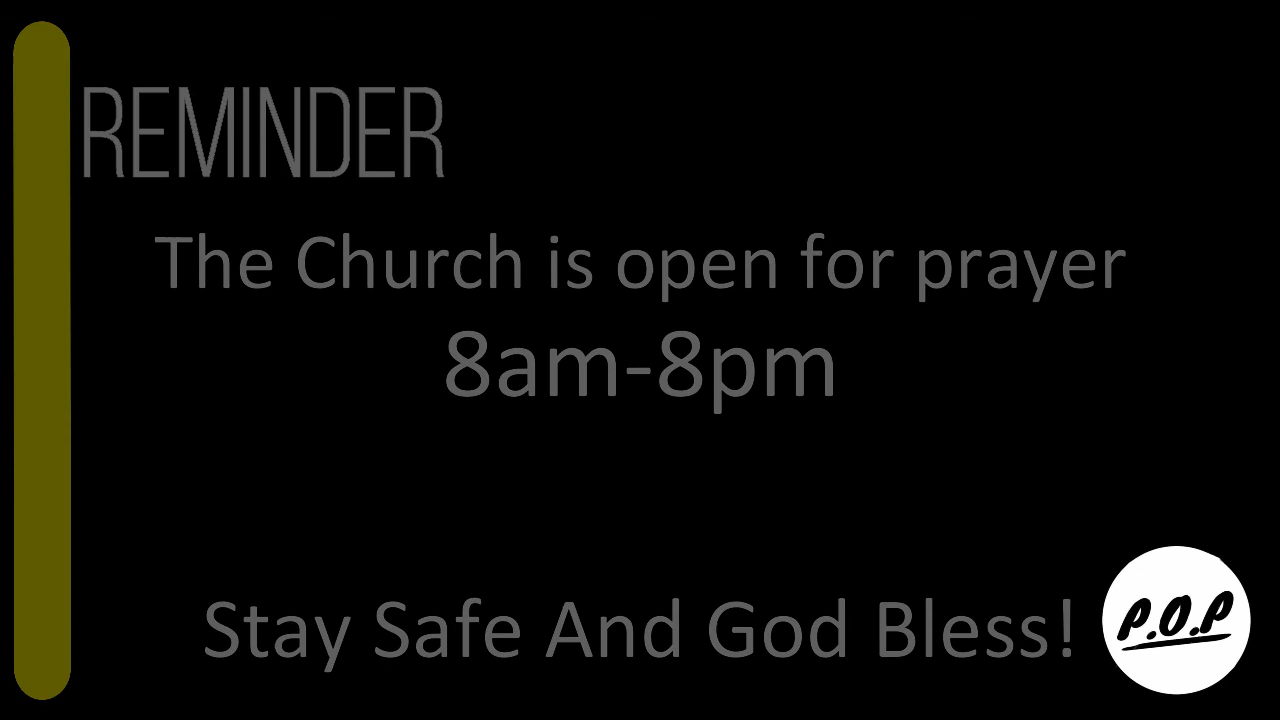 REMINDER
The Church is open for prayer
8am-8pm
Stay Safe And God Bless!
P.O.P